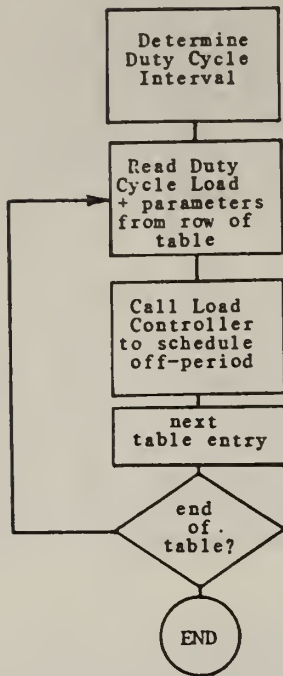 Determine
Duty Cycle
Interval
Read Duty
Cycle Load
+ parameters
from row of
table
Call Load
Controller
to schedule
off-period
next
table entry
end
of.
table?
END